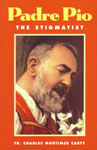 Padre Pio
THE STIGMATIST
FR. CHARLES MORTIMER CARTY